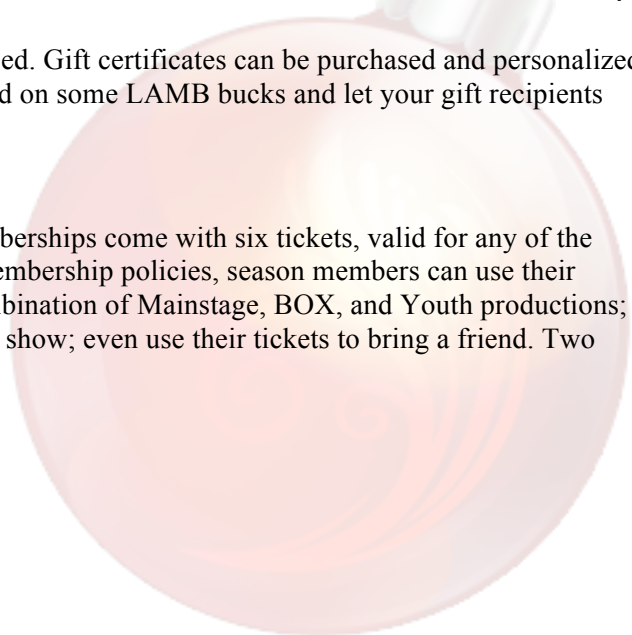 ed. Gift certificates can be purchased and personalized
d on some LAMB bucks and let your gift recipients
berships come with six tickets, valid for any of the
embership policies, season members can use their
bination of Mainstage, BOX, and Youth productions;
show; even use their tickets to bring a friend. Two